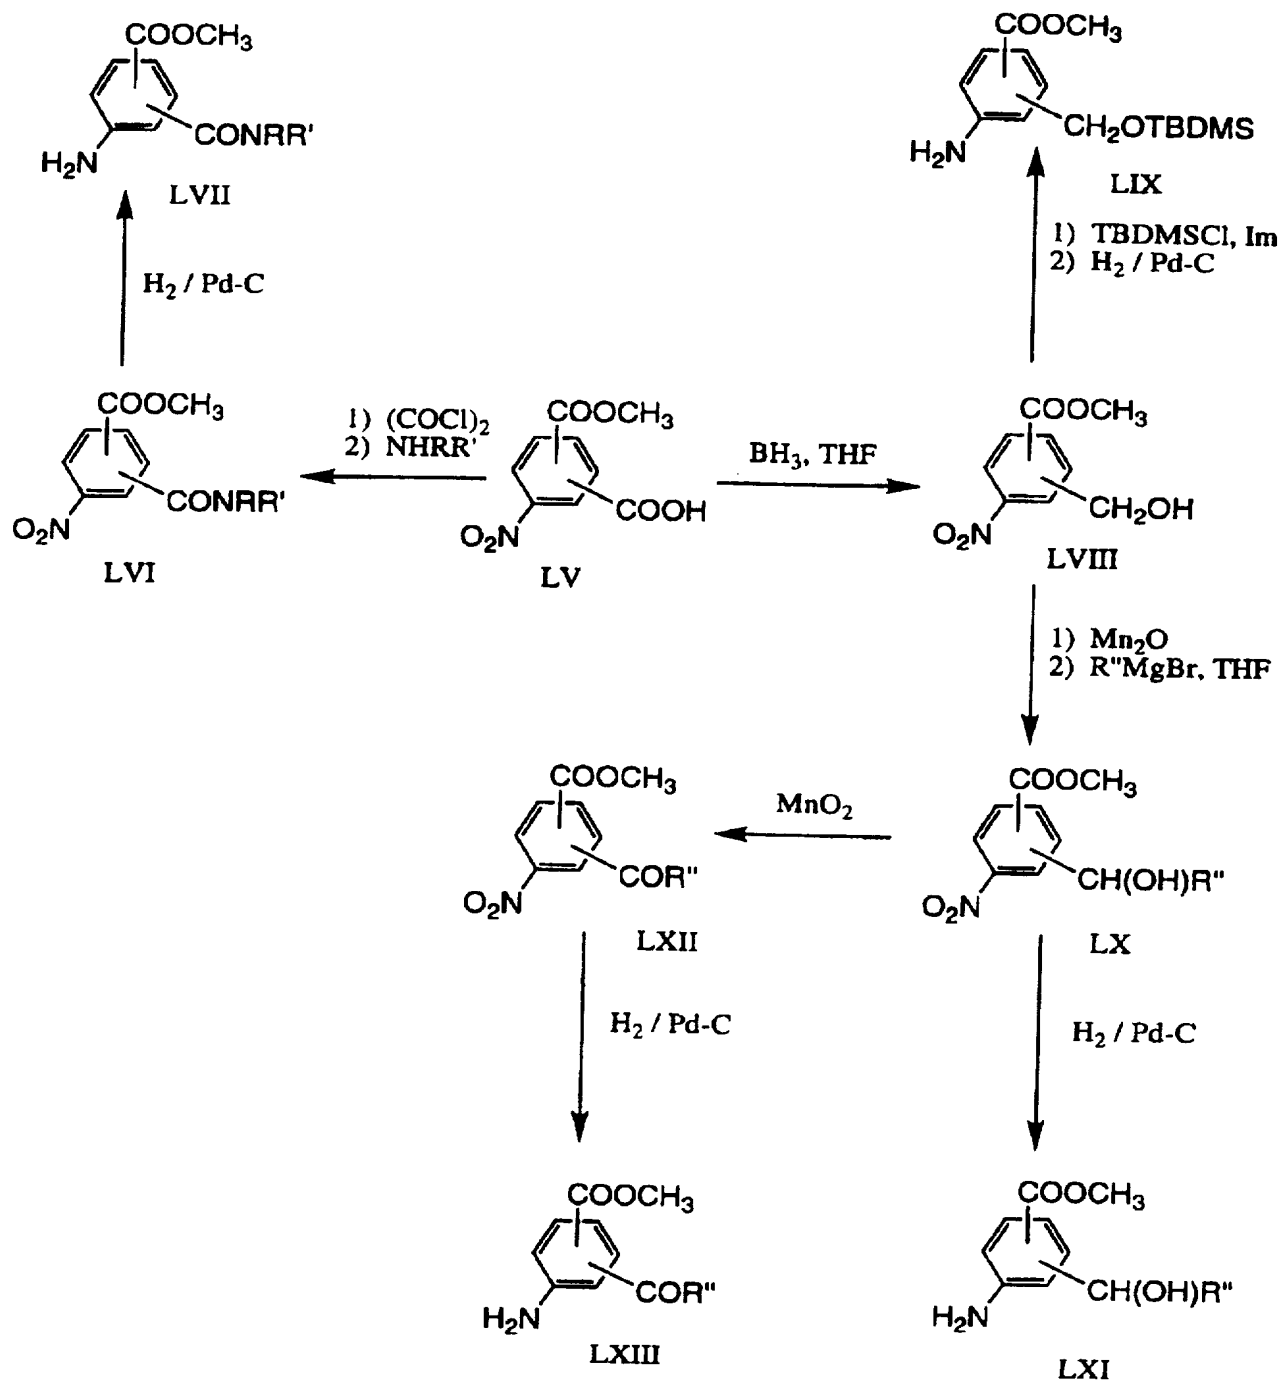 COOCH₃
CONRR'
H₂N
LVII
H₂ / Pd-C
COOCH₃
CH₂OTBDMS
H₂N
LIX
1) TBDMSCl, Im
2) H₂ / Pd-C
COOCH₃
CONRR'
O₂N
LVI
1) (COCl)₂
2) NHRR'
COOCH₃
COOH
O₂N
LV
BH₃, THF
COOCH₃
CH₂OH
O₂N
LVIII
1) Mn₂O
2) R"MgBr, THF
COOCH₃
COR"
O₂N
LXII
MnO₂
COOCH₃
CH(OH)R"
O₂N
LX
H₂ / Pd-C
H₂ / Pd-C
COOCH₃
COR"
H₂N
LXIII
COOCH₃
CH(OH)R"
H₂N
LXI